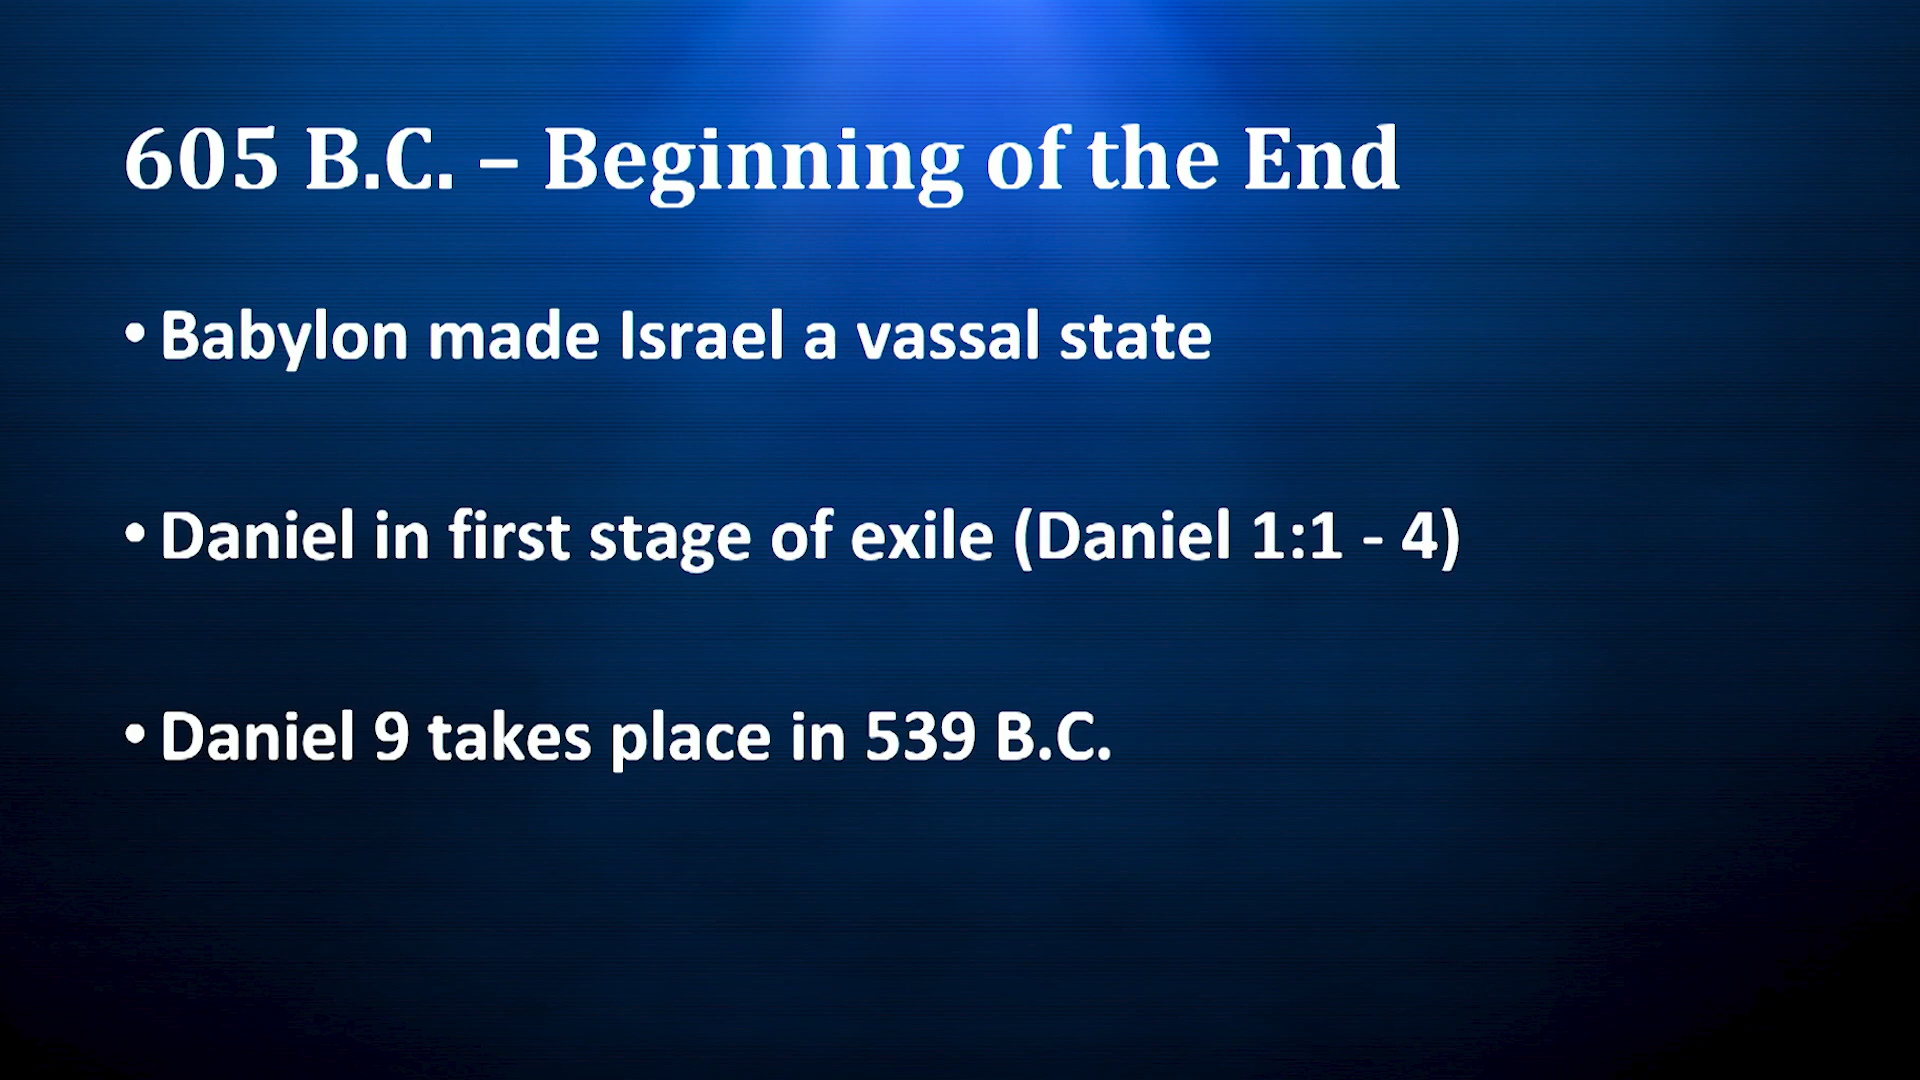 605 B.C. – Beginning of the End
• Babylon made Israel a vassal state
• Daniel in first stage of exile (Daniel 1:1 - 4)
• Daniel 9 takes place in 539 B.C.